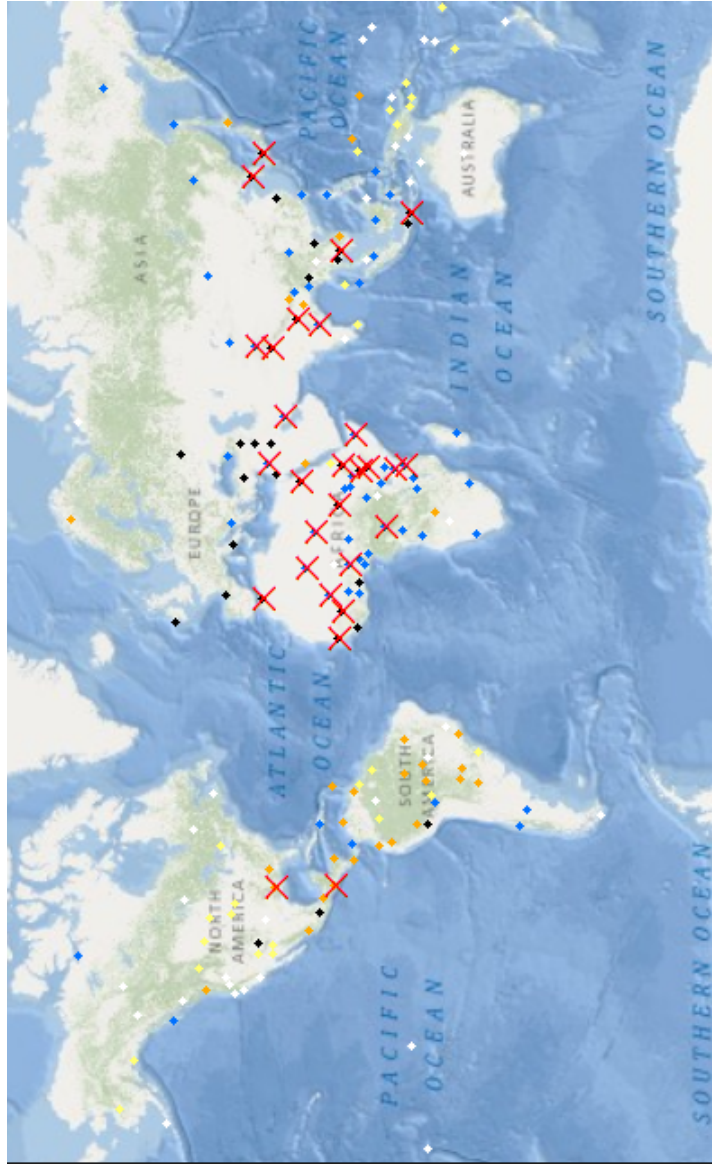 ASIA
EUROPE
NORTH
AMERICA
ATLANTIC
OCEAN
PACIFIC
OCEAN
SOUTH
AMERICA
PACIFIC
OCEAN
INDIAN
OCEAN
AUSTRALIA
SOUTHERN OCEAN
SOUTHERN OCEAN